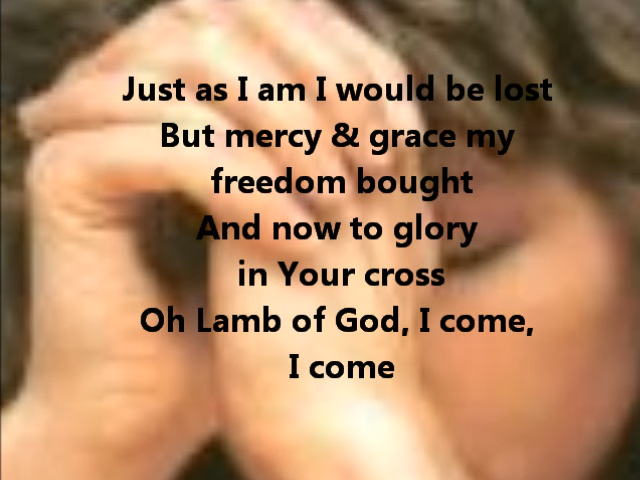 Just as I am I would be lost
But mercy & grace my
freedom bought
And now to glory
in Your cross
Oh Lamb of God, I come,
I come